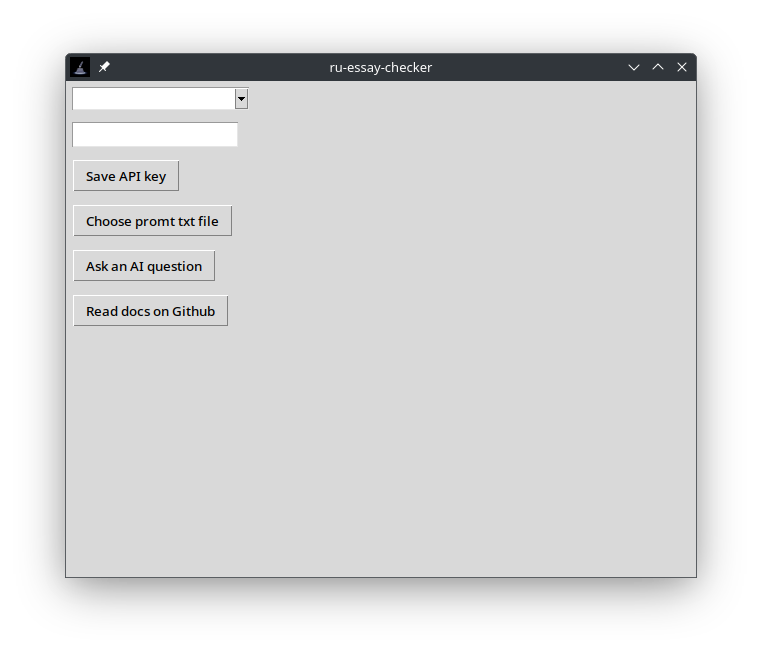 ru-essay-checker
Save API key
Choose promt txt file
Ask an AI question
Read docs on Github